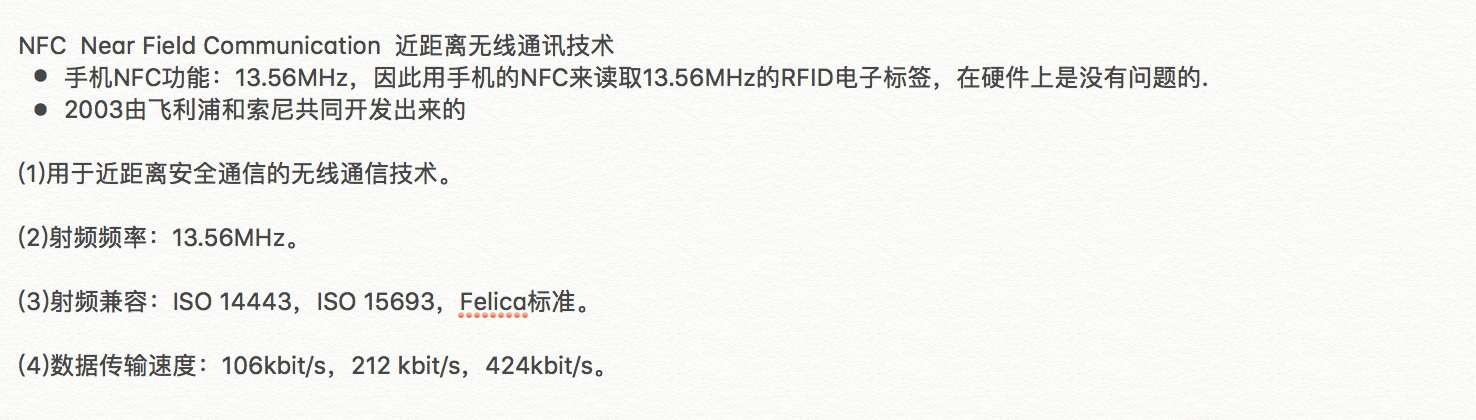 NFC  Near Field Communication  近距离无线通讯技术
● 手机NFC功能：13.56MHz，因此用手机的NFC来读取13.56MHz的RFID电子标签，在硬件上是没有问题的.
● 2003由飞利浦和索尼共同开发出来的
(1)用于近距离安全通信的无线通信技术。
(2)射频频率：13.56MHz。
(3)射频兼容：ISO 14443，ISO 15693，Felica标准。
(4)数据传输速度：106kbit/s，212 kbit/s，424kbit/s。